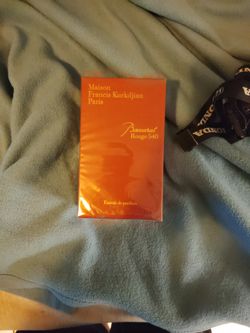 Maison
Francis Kurkdjian
Paris
Baccarat
Rouge 540
Extrait de parfum